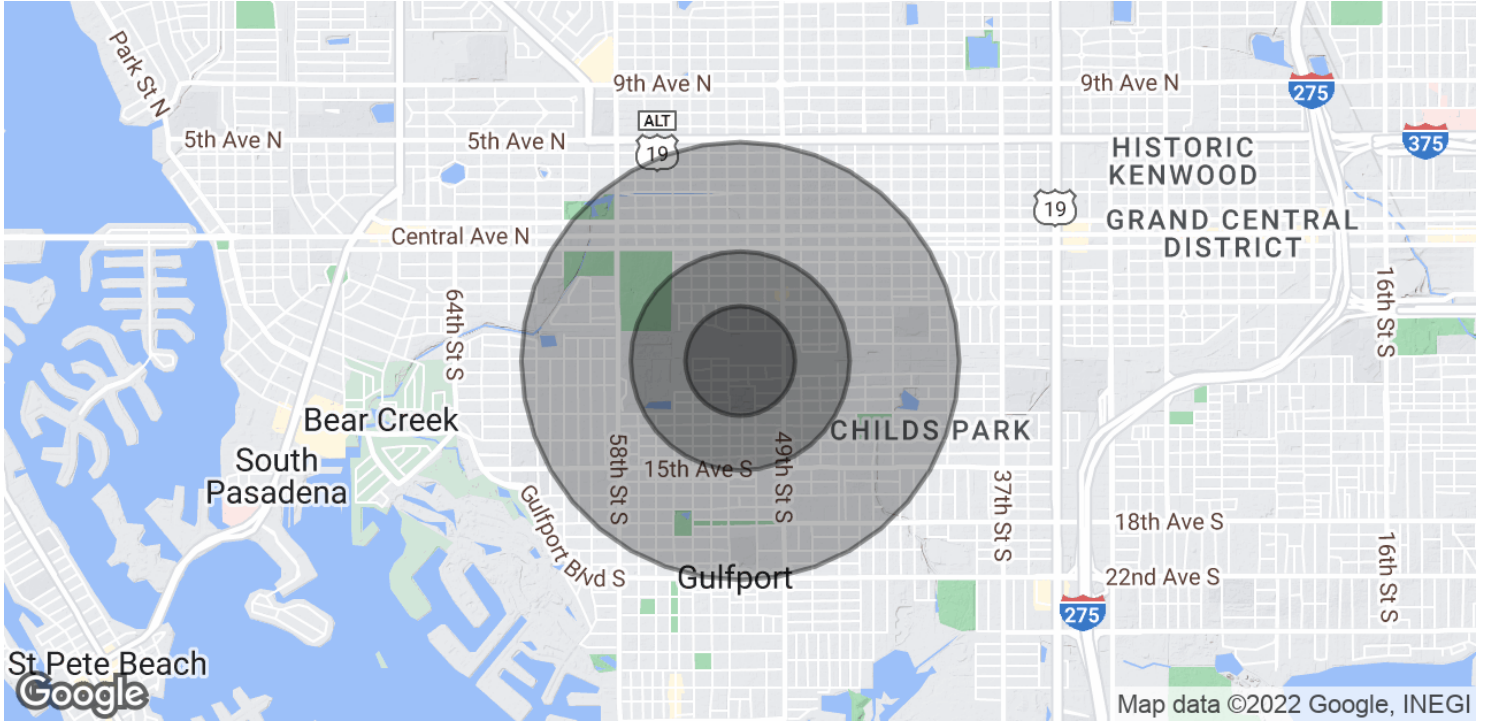 Park St N
9th Ave N
9th Ave N
275
ALT
19
5th Ave N
5th Ave N
375
HISTORIC
KENWOOD
19
GRAND CENTRAL
DISTRICT
Central Ave N
64th St S
16th St S
Bear Creek
CHILDS PARK
South
Pasadena
58th St S
15th Ave S
49th St S
37th St S
Gulfport Blvd S
18th Ave S
16th St S
Gulfport
22nd Ave S
275
St Pete Beach
Google
Map data ©2022 Google, INEGI